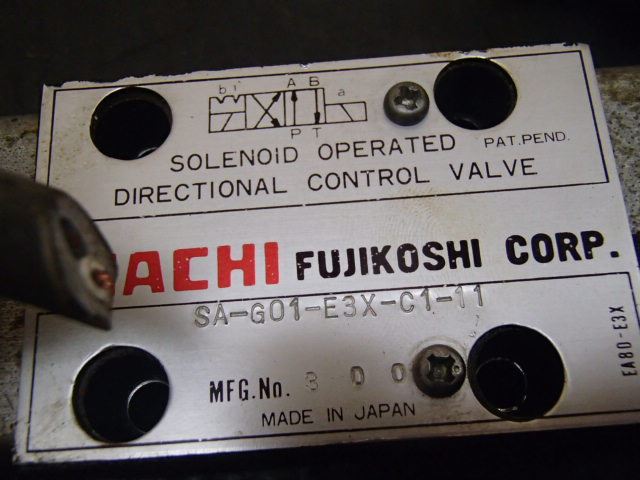 b A B a
P T
SOLENOID OPERATED PAT.PEND.
DIRECTIONAL CONTROL VALVE
ACHI FUJIKOSHI CORP.
SA-G01-E3X-C1-11
MFG.No. 300
MADE IN JAPAN
EA80-E3X